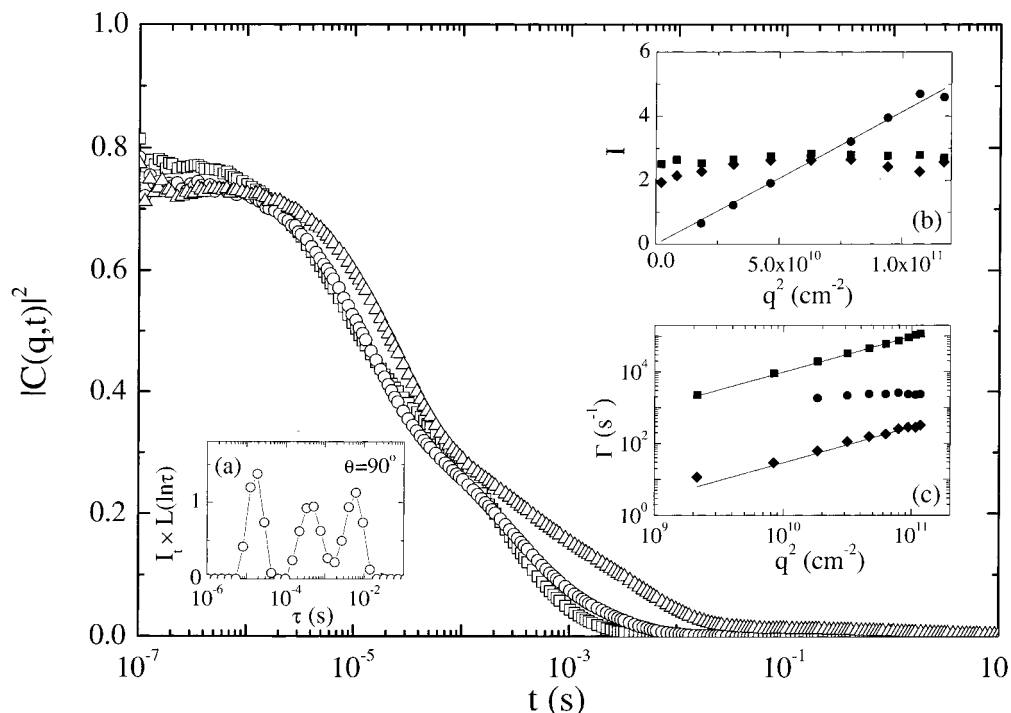 1.0
0.8
0.6
0.4
0.2
0.0
|C(q,t)|²
10⁻⁷
10⁻⁵
10⁻³
10⁻¹
10
t (s)
6
4
2
0
I
(b)
0.0
5.0x10¹⁰
1.0x10¹¹
q² (cm⁻²)
10⁴
10²
10⁰
Γ (s⁻¹)
(c)
10⁹
10¹⁰
10¹¹
q² (cm⁻²)
(a)
θ=90°
1
0
I_t × L(lnτ)
10⁻⁶
10⁻⁴
10⁻²
τ (s)